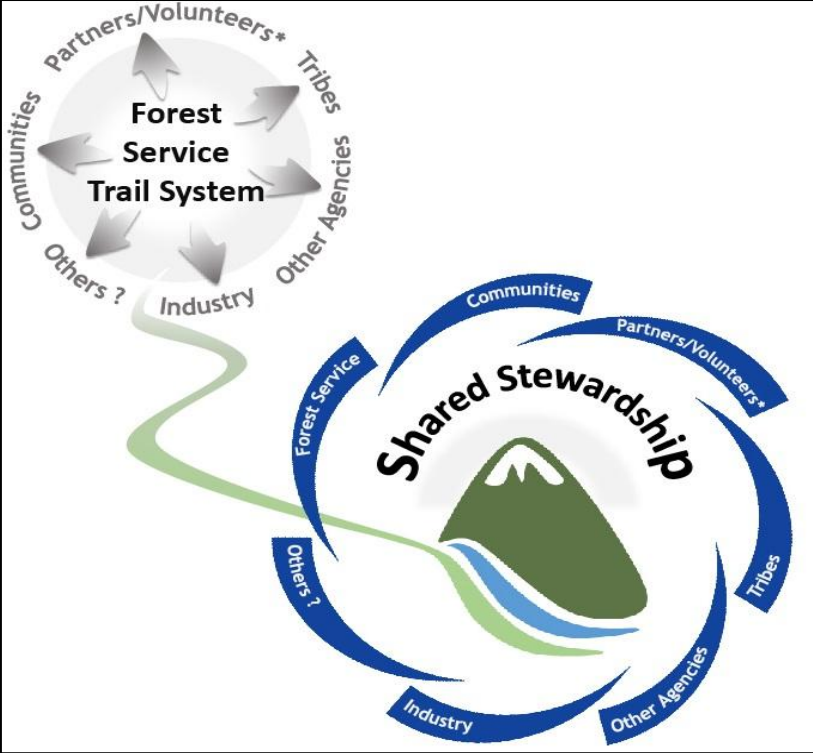 Partners/Volunteers*
Tribes
Other Agencies
Industry
Others ?
Communities
Forest
Service
Trail System
Shared Stewardship
Communities
Partners/Volunteers*
Tribes
Other Agencies
Industry
Others ?
Forest Service